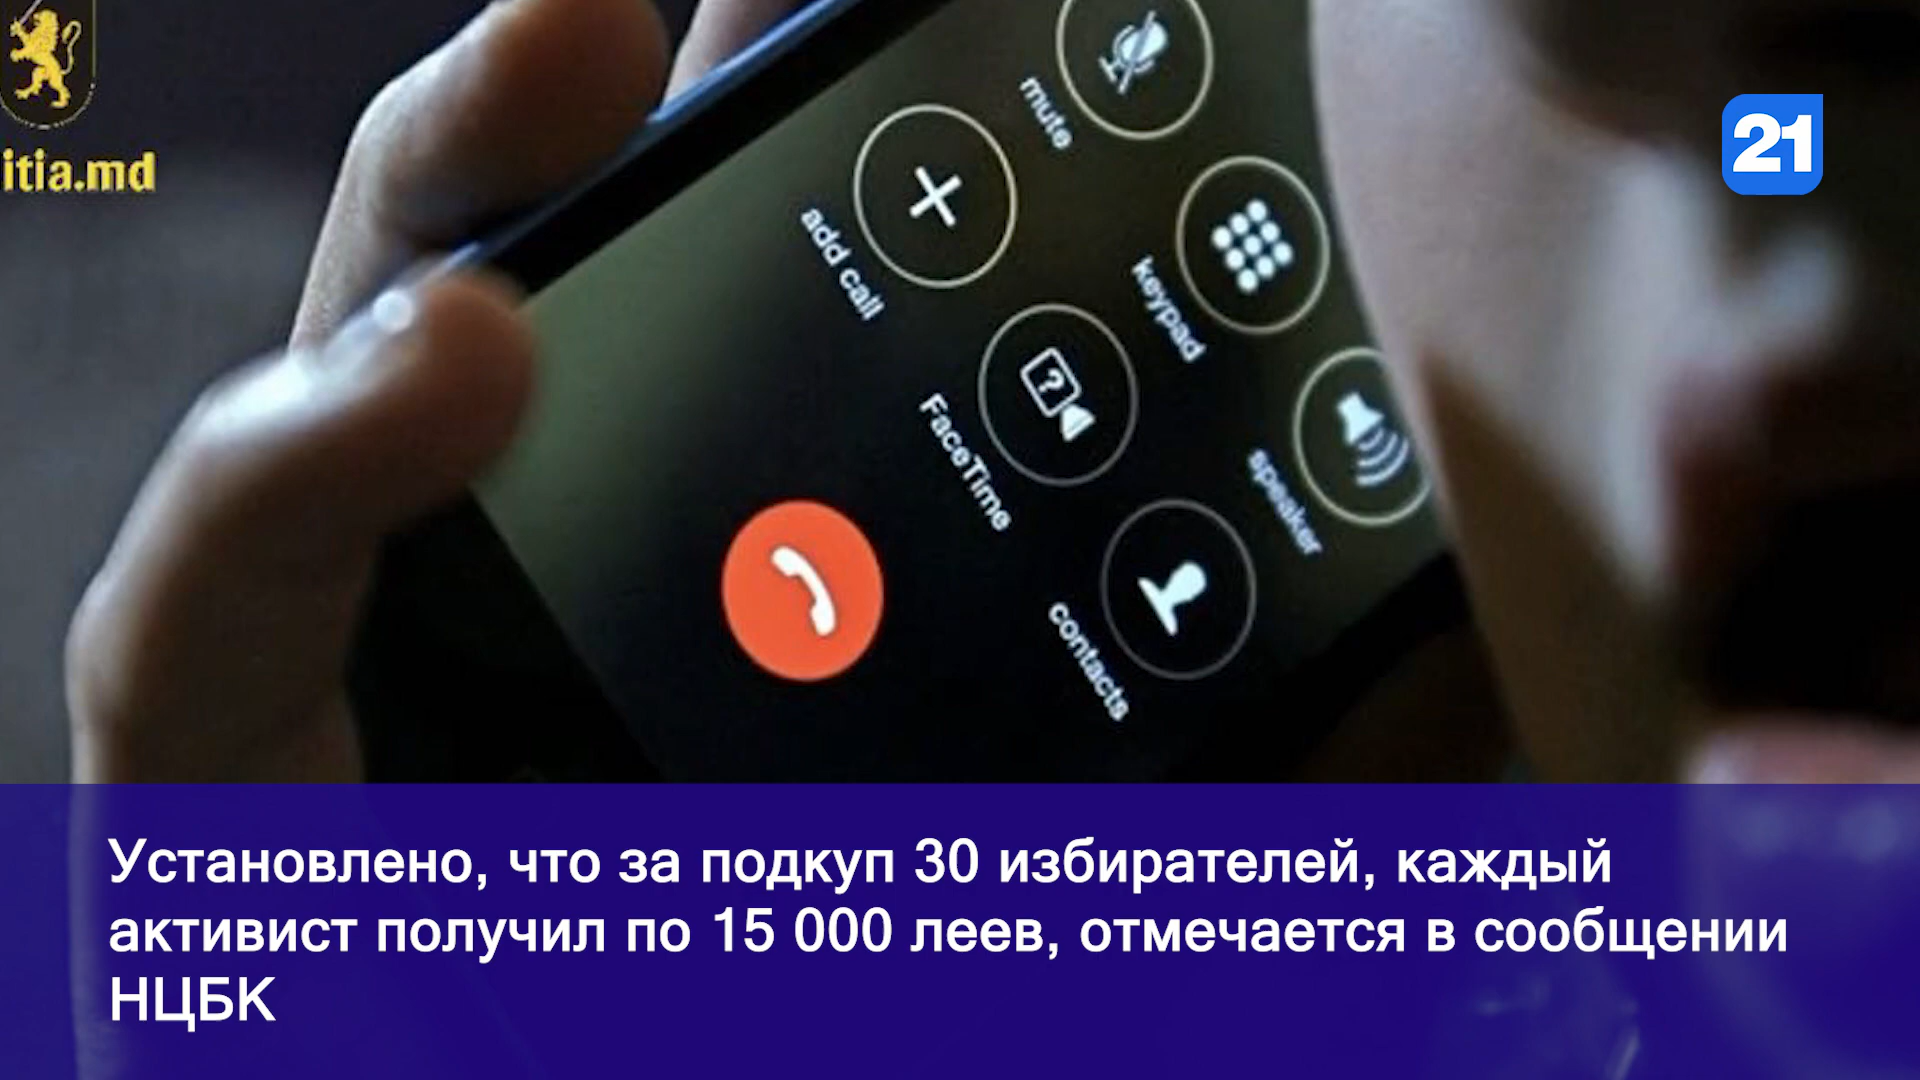 itia.md
21
mute
add call
keypad
FaceTime
speaker
contacts
Установлено, что за подкуп 30 избирателей, каждый
активист получил по 15 000 леев, отмечается в сообщении
НЦБК